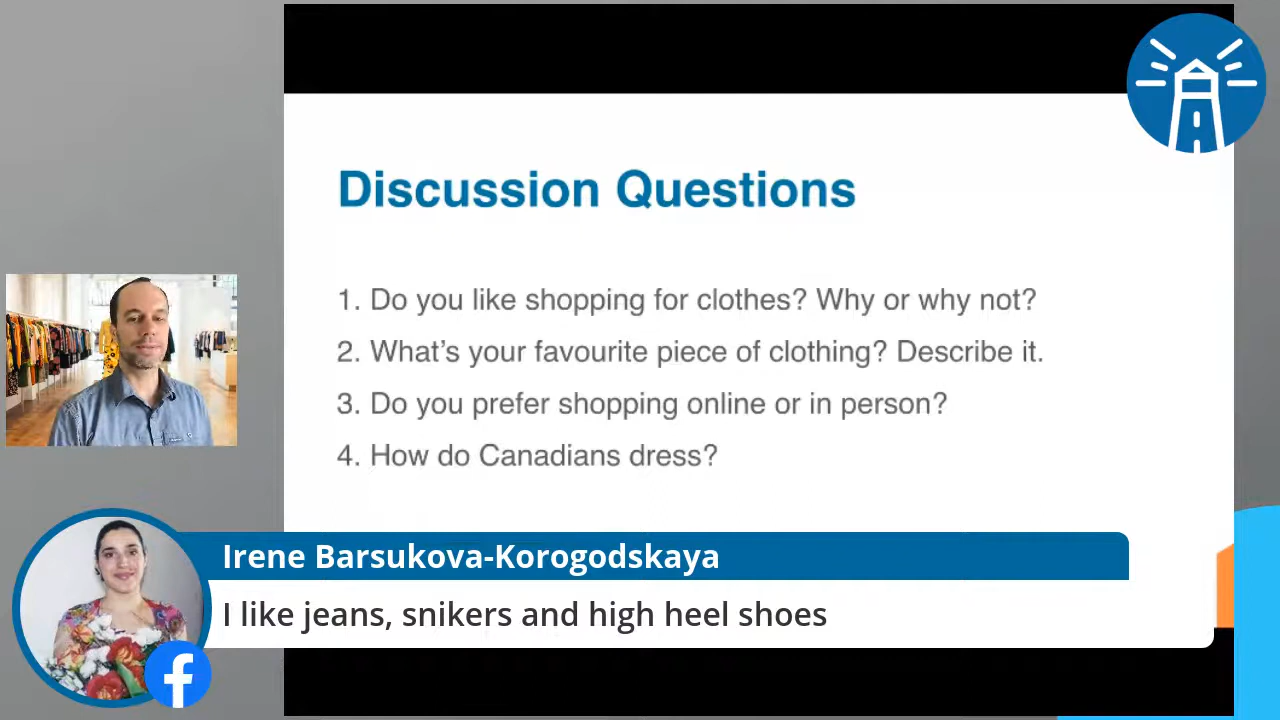 Discussion Questions
1. Do you like shopping for clothes? Why or why not?
2. What's your favourite piece of clothing? Describe it.
3. Do you prefer shopping online or in person?
4. How do Canadians dress?
Irene Barsukova-Korogodskaya
I like jeans, snikers and high heel shoes